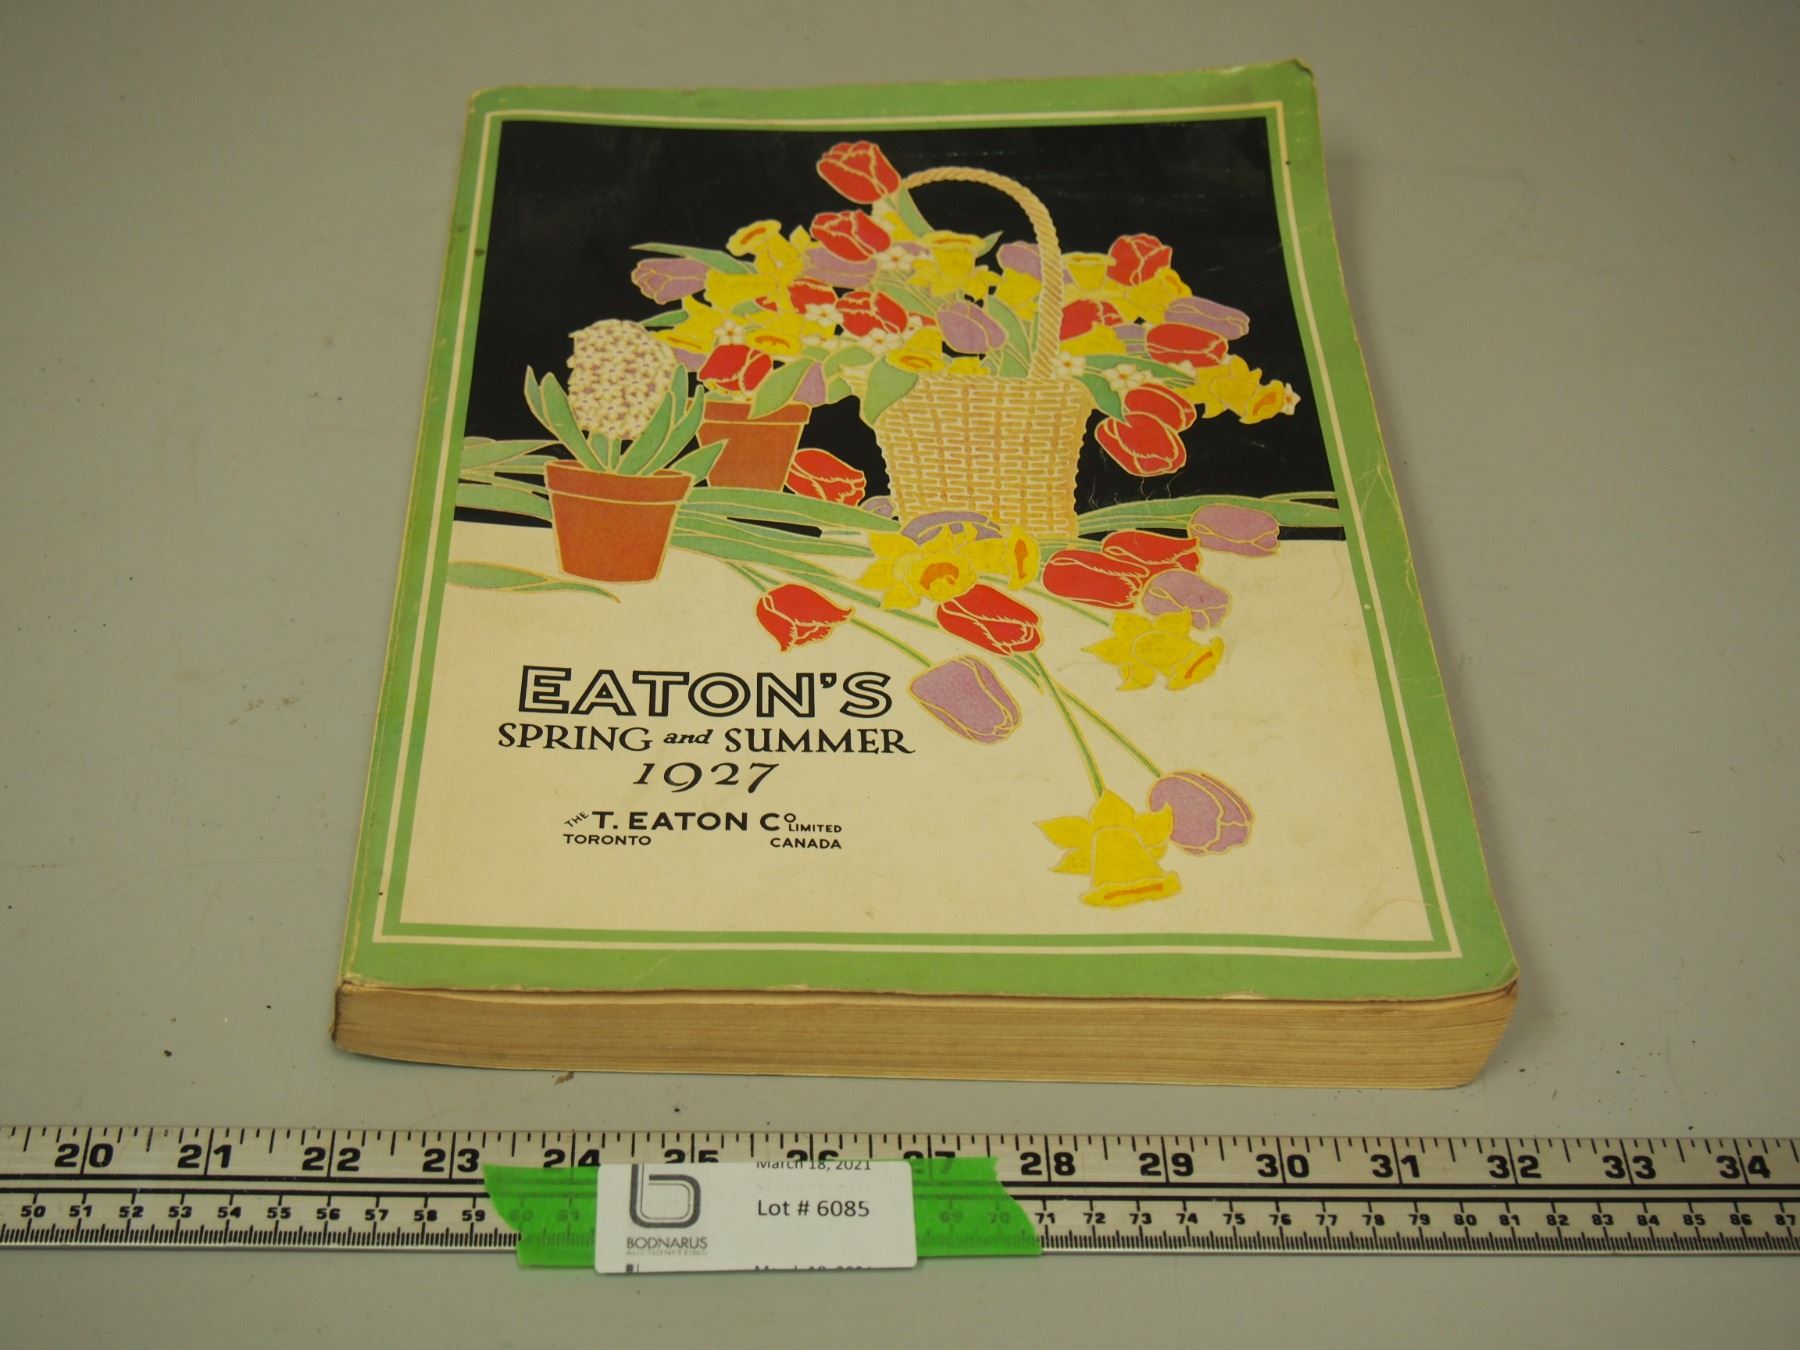 EATON'S
SPRING and SUMMER
1927
THE T. EATON Co LIMITED
TORONTO CANADA
20 21 22 23 24 25 26 27 28 29 30 31 32 33 34
March 18, 2021
Lot # 6085
50 51 52 53 54 55 56 57 58 59 60 61 69 70 71 72 73 74 75 76 77 78 79 80 81 82 83 84 85 86 87
b
BODNARUS
AUCTIONEERING